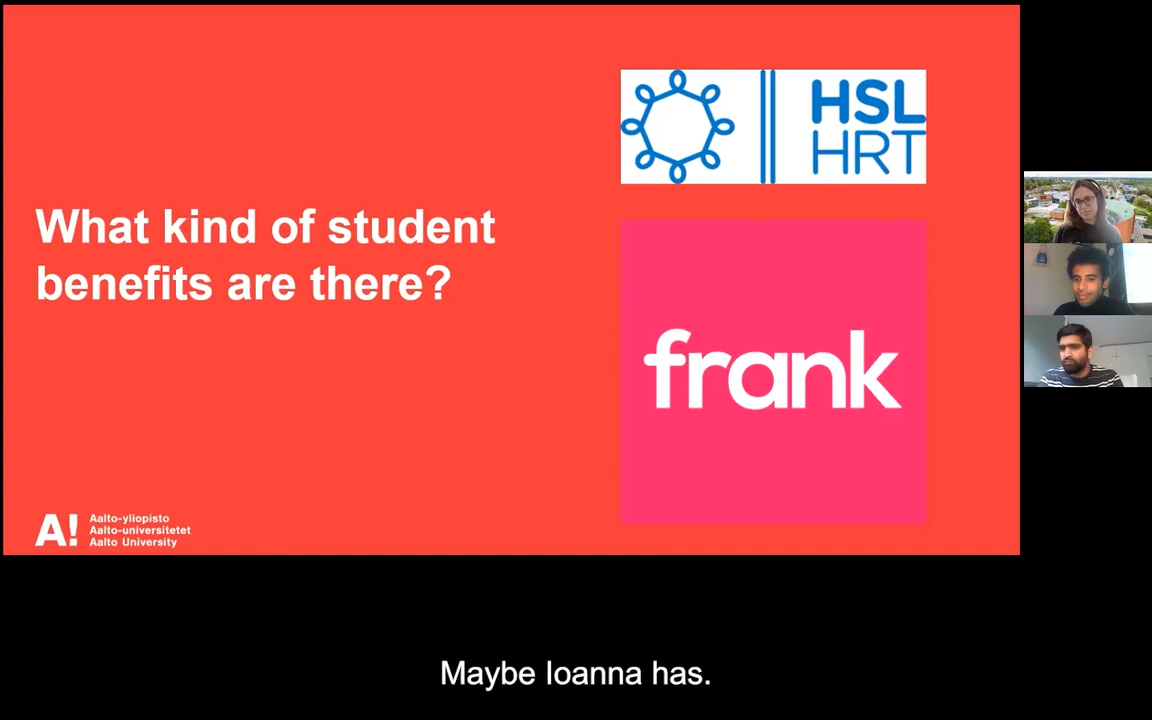 HSL
HRT
What kind of student
benefits are there?
frank
A!
Aalto-yliopisto
Aalto-universitetet
Aalto University
Maybe Ioanna has.